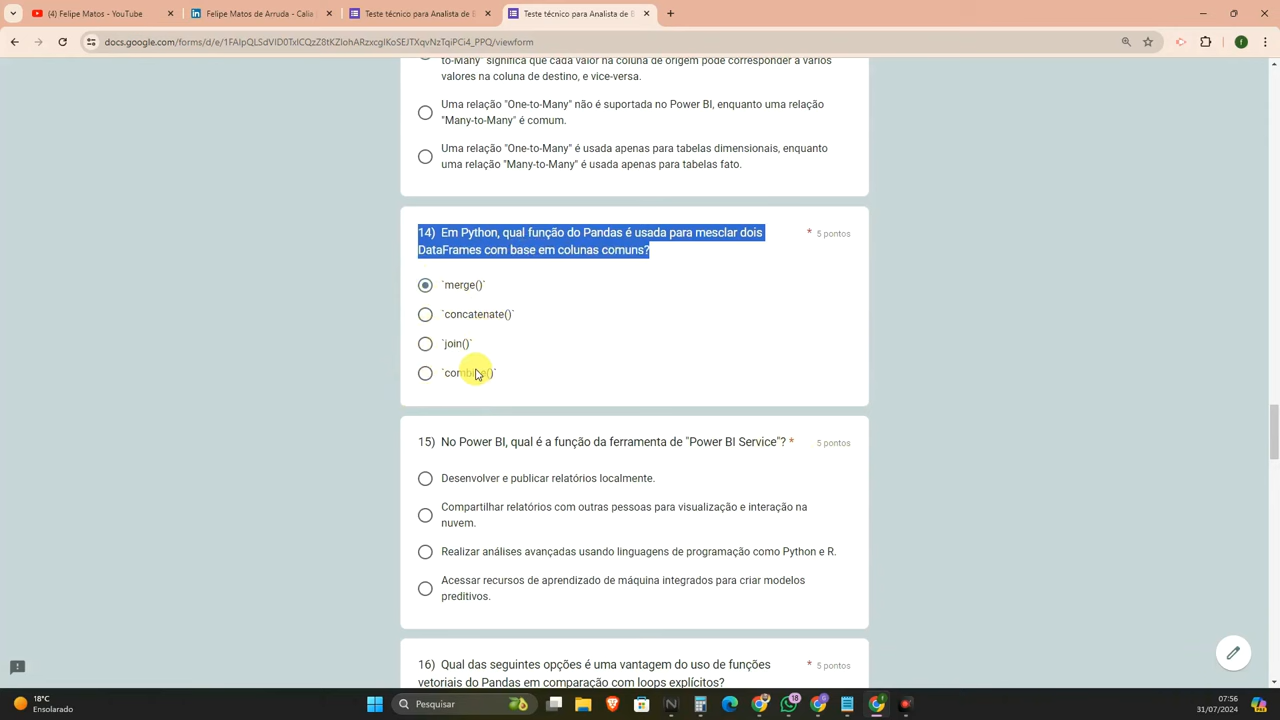 (4) Felipe Matos - YouTube
Felipe Matos de Arruda - Calia
Teste técnico para Analista de B
Teste técnico para Analista de B
docs.google.com/forms/d/e/1FAIpQLSdVID0TxlCQzZ8tKZlohARzxcgIKoSEJTXqvNzTqiPCi4_PPQ/viewform
to-Many" significa que cada valor na coluna de origem pode corresponder a vários
valores na coluna de destino, e vice-versa.
Uma relação "One-to-Many" não é suportada no Power BI, enquanto uma relação
"Many-to-Many" é comum.
Uma relação "One-to-Many" é usada apenas para tabelas dimensionais, enquanto
uma relação "Many-to-Many" é usada apenas para tabelas fato.
14) Em Python, qual função do Pandas é usada para mesclar dois
DataFrames com base em colunas comuns?
* 5 pontos
`merge()`
`concatenate()`
`join()`
`combine()`
15) No Power BI, qual é a função da ferramenta de "Power BI Service"? *
5 pontos
Desenvolver e publicar relatórios localmente.
Compartilhar relatórios com outras pessoas para visualização e interação na
nuvem.
Realizar análises avançadas usando linguagens de programação como Python e R.
Acessar recursos de aprendizado de máquina integrados para criar modelos
preditivos.
16) Qual das seguintes opções é uma vantagem do uso de funções
vetoriais do Pandas em comparação com loops explícitos?
* 5 pontos
18°C
Ensolarado
Pesquisar
18
07:56
31/07/2024